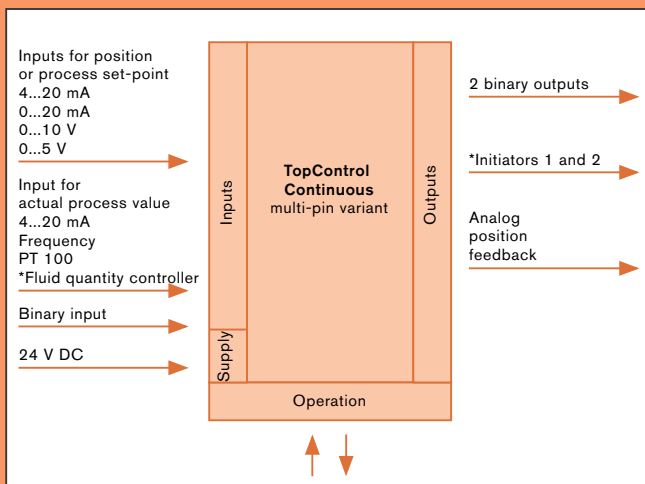 Inputs for position
or process set-point
4...20 mA
0...20 mA
0...10 V
0...5 V
Input for
actual process value
4...20 mA
Frequency
PT 100
*Fluid quantity controller
Binary input
24 V DC
Inputs
Supply
TopControl
Continuous
multi-pin variant
Outputs
Operation
2 binary outputs
*Initiators 1 and 2
Analog
position
feedback